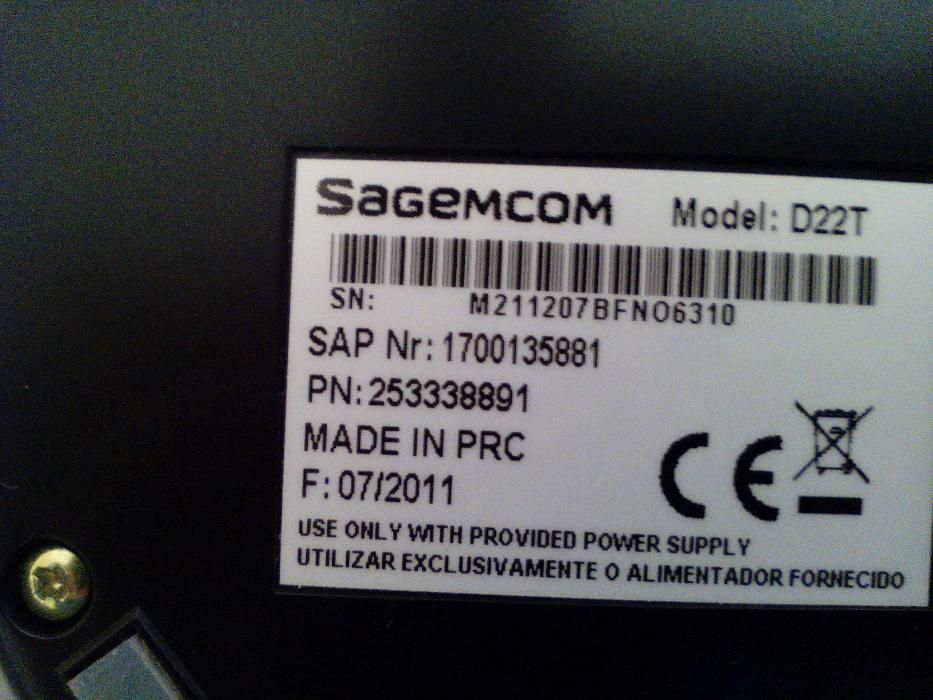 SAGEMCOM Model: D22T
SN: M211207BFNO6310
SAP Nr: 1700135881
PN: 253338891
MADE IN PRC
F: 07/2011
CE
USE ONLY WITH PROVIDED POWER SUPPLY
UTILIZAR EXCLUSIVAMENTE O ALIMENTADOR FORNECIDO